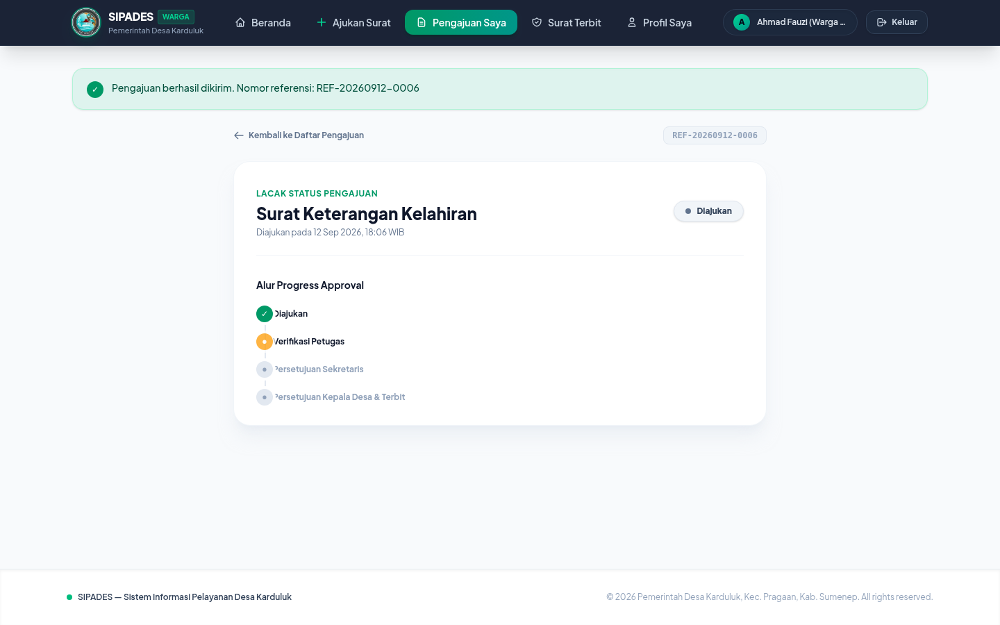 SIPADES WARGA
Pemerintah Desa Karduluk
Beranda
Ajukan Surat
Pengajuan Saya
Surat Terbit
Profil Saya
A Ahmad Fauzi (Warga ...
Keluar
Pengajuan berhasil dikirim. Nomor referensi: REF-20260912-0006
Kembali ke Daftar Pengajuan
REF-20260912-0006
LACAK STATUS PENGAJUAN
Surat Keterangan Kelahiran
Diajukan pada 12 Sep 2026, 18:06 WIB
Diajukan
Alur Progress Approval
Diajukan
Verifikasi Petugas
Persetujuan Sekretaris
Persetujuan Kepala Desa & Terbit
SIPADES — Sistem Informasi Pelayanan Desa Karduluk
© 2026 Pemerintah Desa Karduluk, Kec. Pragaan, Kab. Sumenep. All rights reserved.